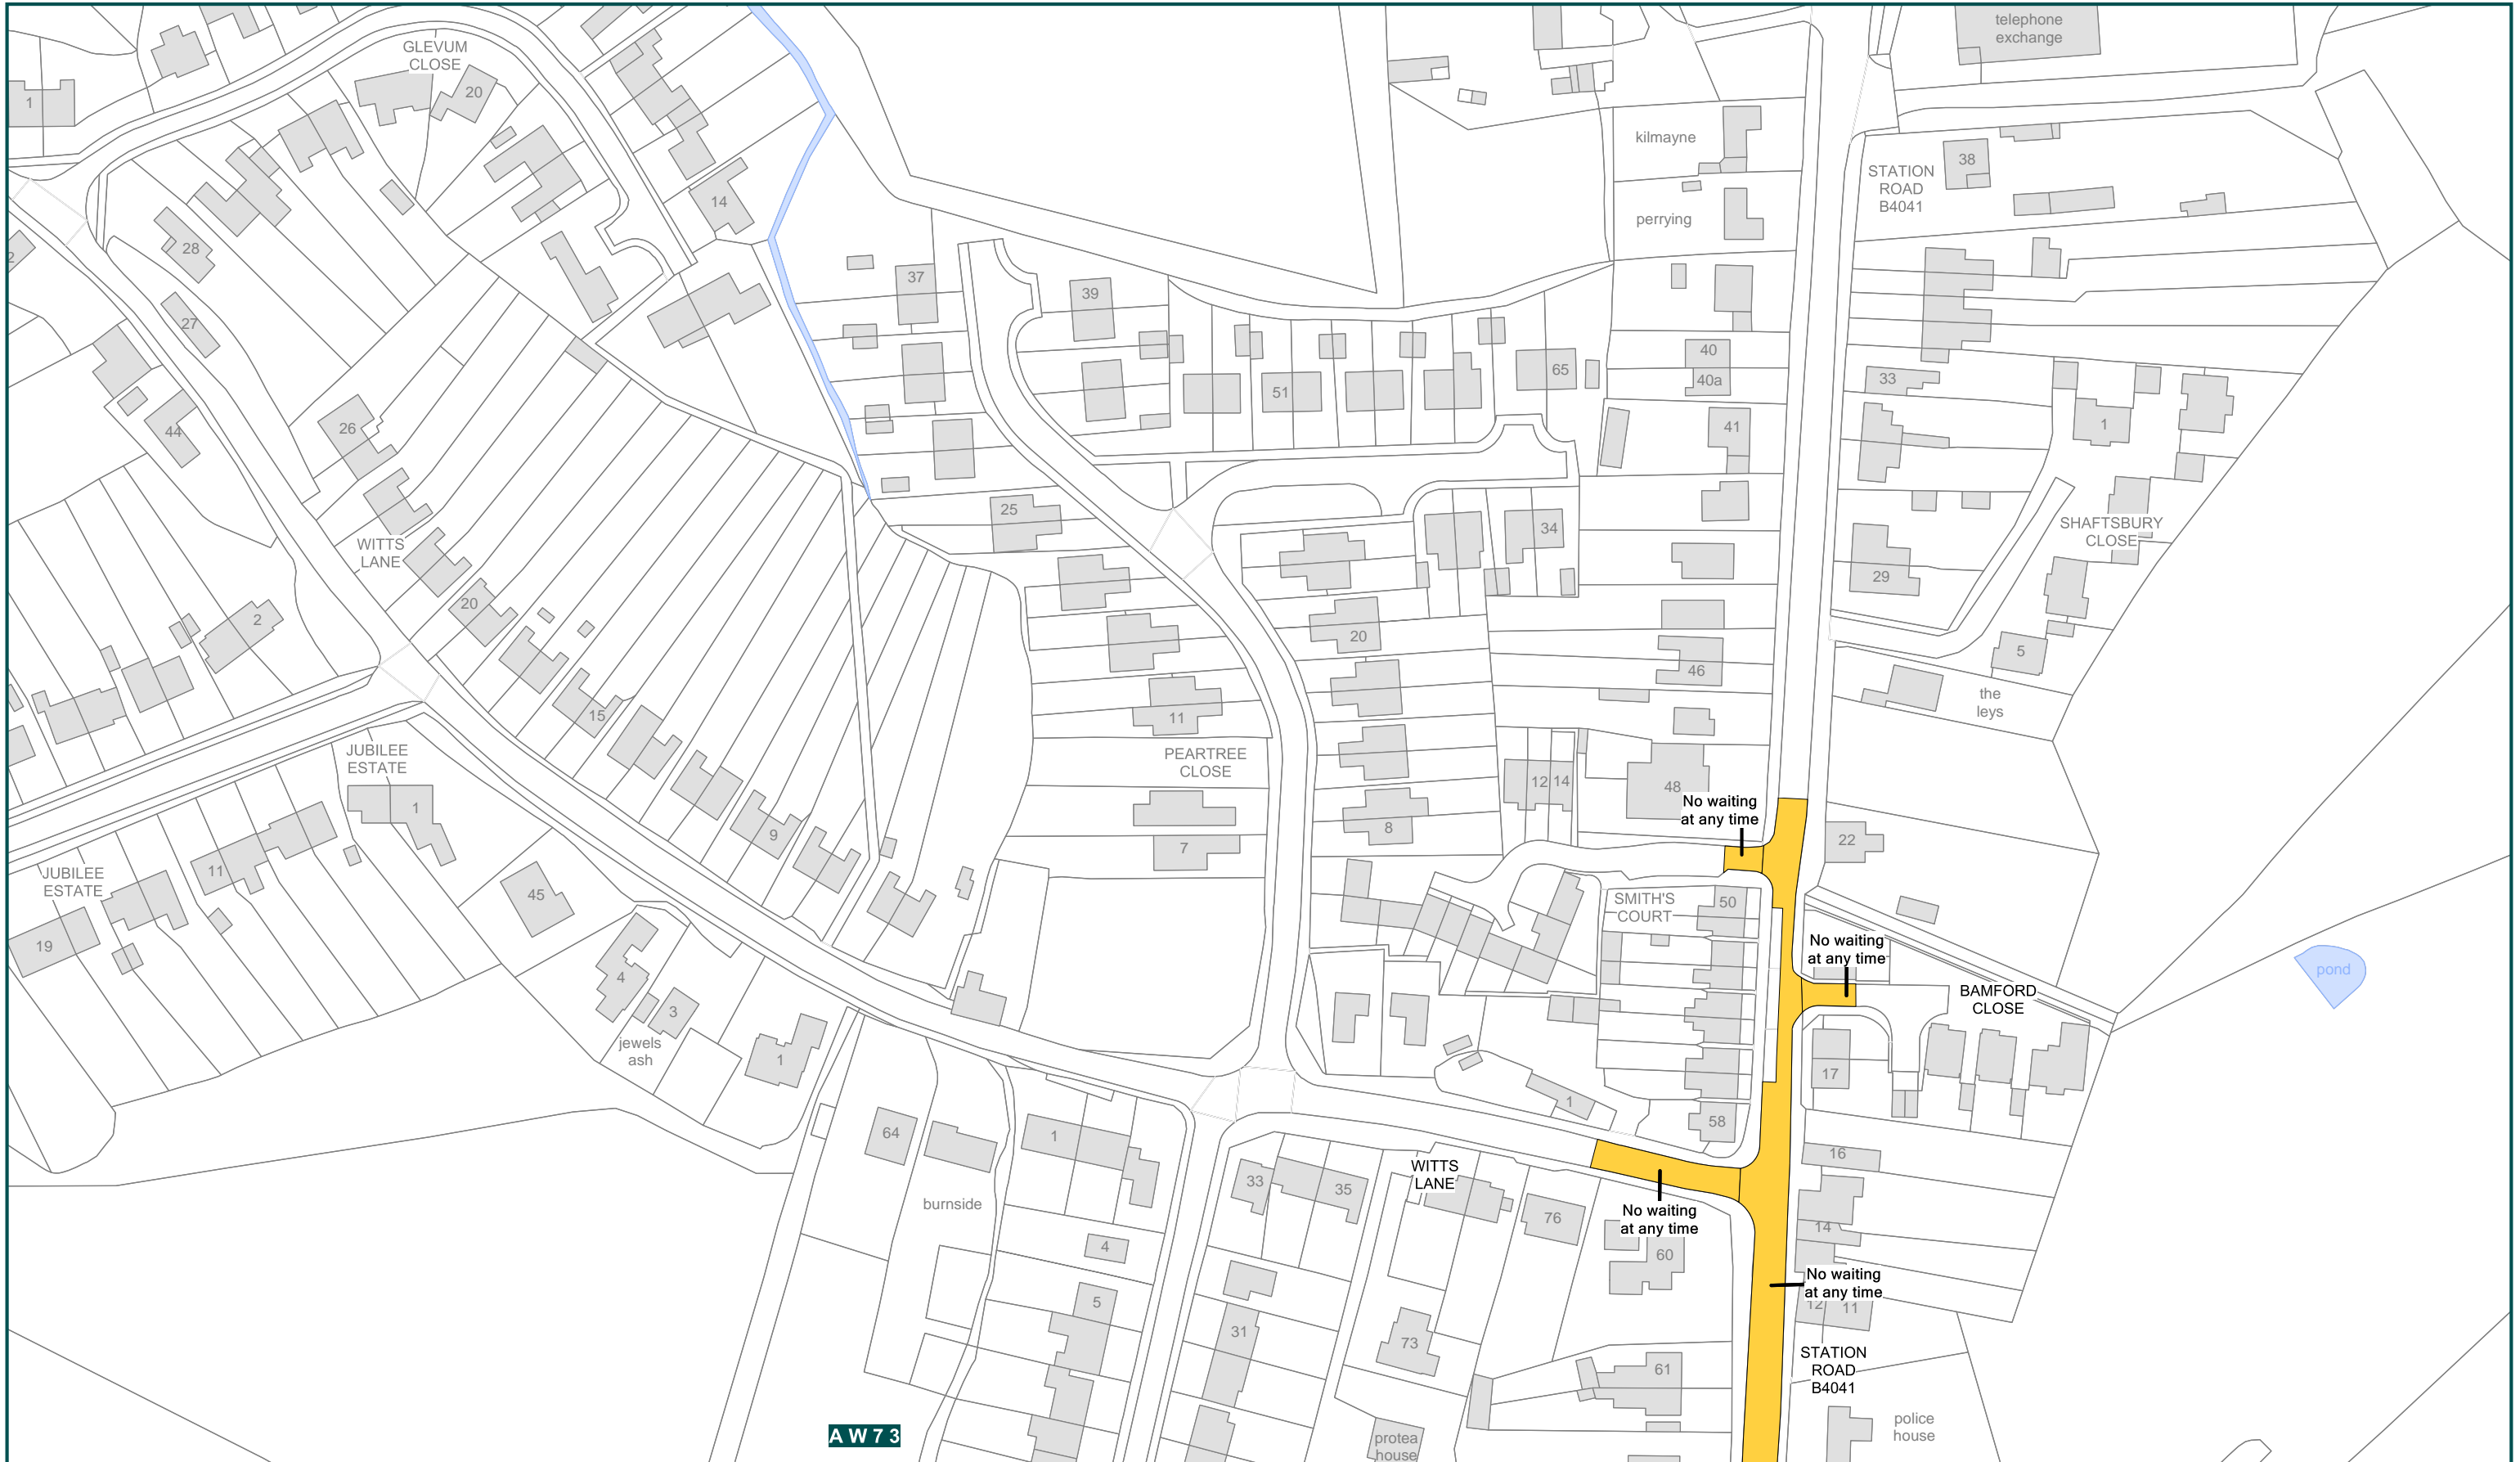 telephone
exchange
GLEVUM
CLOSE
20
1
kilmayne
38
STATION
ROAD
B4041
14
perrying
28
2
37
39
27
40
65
40a
33
51
26
44
41
1
25
34
SHAFTSBURY
CLOSE
WITTS
LANE
29
20
2
20
5
46
the
leys
15
11
JUBILEE
ESTATE
PEARTREE
CLOSE
12
14
48
No waiting
at any time
1
8
9
22
7
11
JUBILEE
ESTATE
45
SMITH'S
COURT
50
19
No waiting
at any time
4
pond
BAMFORD
CLOSE
3
jewels
ash
1
17
1
58
64
1
16
WITTS
LANE
33
35
burnside
76
No waiting
at any time
14
4
60
No waiting
at any time
5
12
11
31
73
STATION
ROAD
B4041
61
police
house
AW73
protea
house